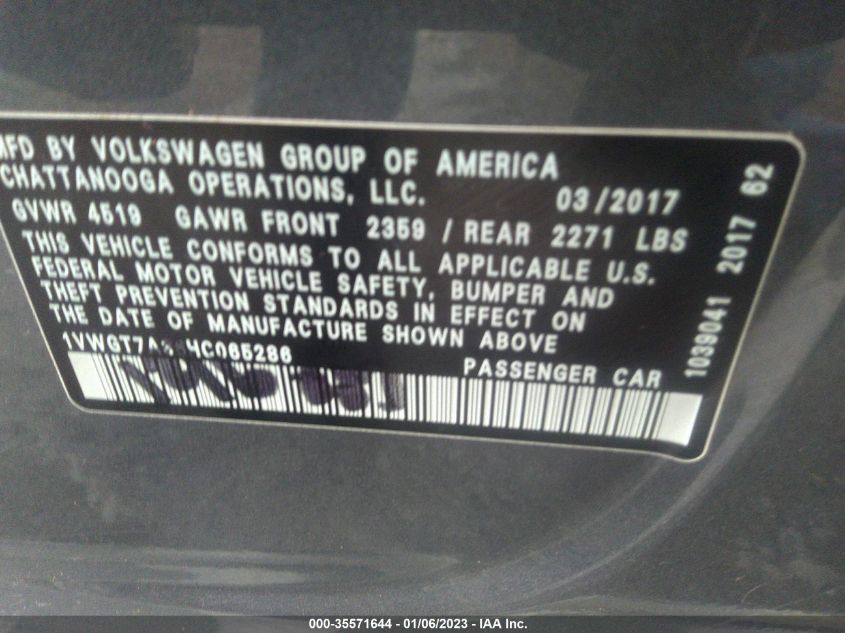 MFD BY VOLKSWAGEN GROUP OF AMERICA
CHATTANOOGA OPERATIONS, LLC. 03/2017
GVWR 4519 GAWR FRONT 2359 / REAR 2271 LBS
THIS VEHICLE CONFORMS TO ALL APPLICABLE U.S.
FEDERAL MOTOR VEHICLE SAFETY, BUMPER AND
THEFT PREVENTION STANDARDS IN EFFECT ON
THE DATE OF MANUFACTURE SHOWN ABOVE
PASSENGER CAR
1039041 2017 62
000-35571644 - 01/06/2023 - IAA Inc.